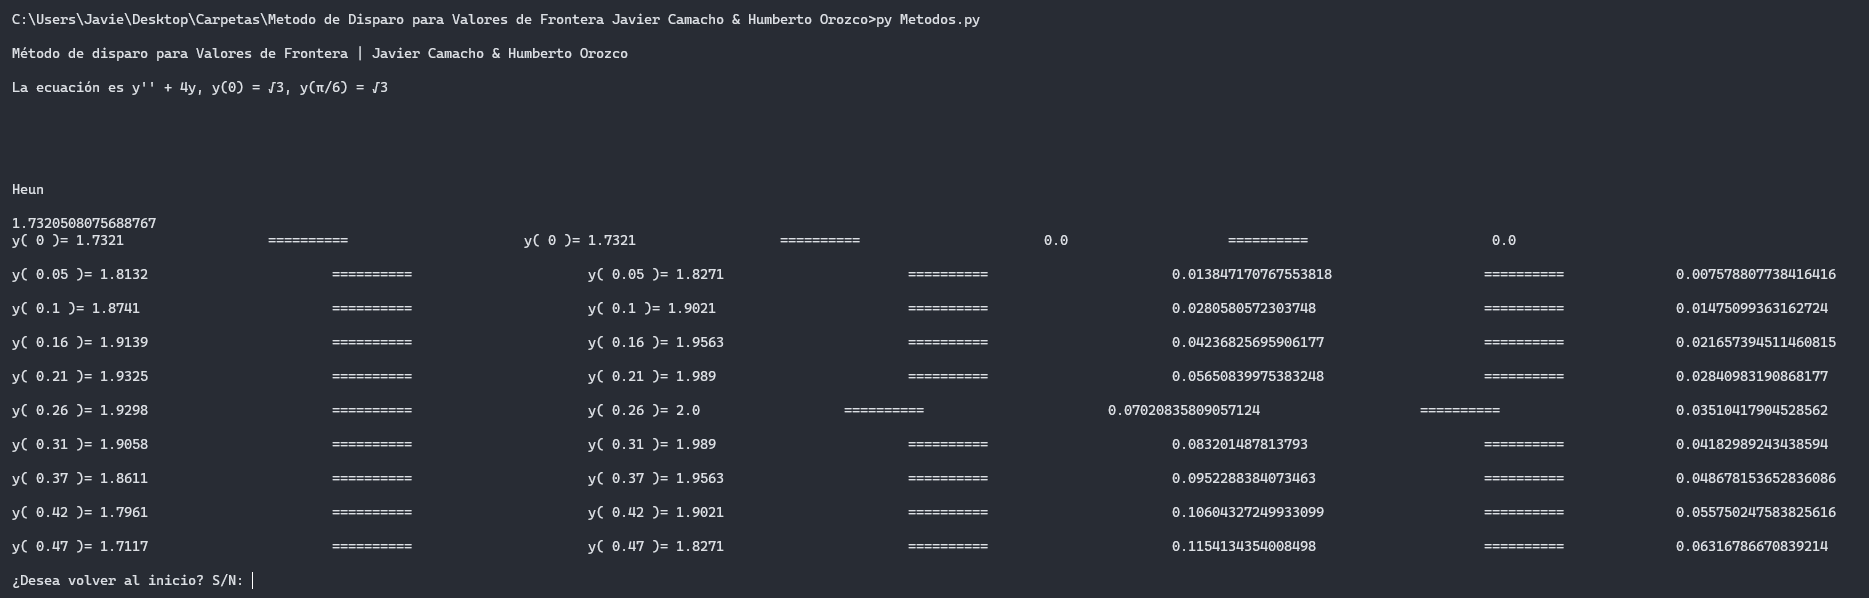 C:\Users\Javie\Desktop\Carpetas\Metodo de Disparo para Valores de Frontera Javier Camacho & Humberto Orozco>py Metodos.py
Método de disparo para Valores de Frontera | Javier Camacho & Humberto Orozco
La ecuación es y'' + 4y, y(0) = √3, y(π/6) = √3
Heun
1.7320508075688767
y( 0 )= 1.7321 ========== y( 0 )= 1.7321 ========== 0.0 ========== 0.0
y( 0.05 )= 1.8132 ========== y( 0.05 )= 1.8271 ========== 0.013847170767553818 ========== 0.007578807738416416
y( 0.1 )= 1.8741 ========== y( 0.1 )= 1.9021 ========== 0.0280580572303748 ========== 0.01475099363162724
y( 0.16 )= 1.9139 ========== y( 0.16 )= 1.9563 ========== 0.04236825695906177 ========== 0.021657394511460815
y( 0.21 )= 1.9325 ========== y( 0.21 )= 1.989 ========== 0.05650839975383248 ========== 0.02840983190868177
y( 0.26 )= 1.9298 ========== y( 0.26 )= 2.0 ========== 0.07020835809057124 ========== 0.03510417904528562
y( 0.31 )= 1.9058 ========== y( 0.31 )= 1.989 ========== 0.083201487813793 ========== 0.04182989243438594
y( 0.37 )= 1.8611 ========== y( 0.37 )= 1.9563 ========== 0.0952288384073463 ========== 0.048678153652836086
y( 0.42 )= 1.7961 ========== y( 0.42 )= 1.9021 ========== 0.10604327249933099 ========== 0.055750247583825616
y( 0.47 )= 1.7117 ========== y( 0.47 )= 1.8271 ========== 0.1154134354008498 ========== 0.06316786670839214
¿Desea volver al inicio? S/N: